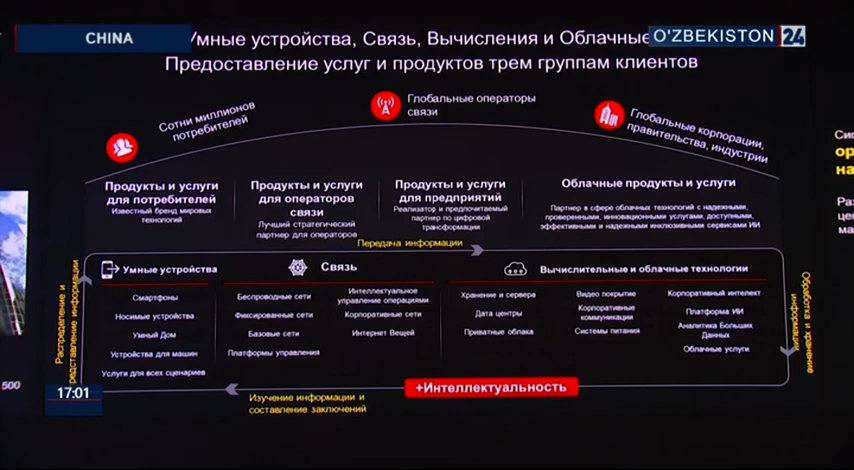 CHINA
O'ZBEKISTON 24
Умные устройства, Связь, Вычисления и Облачные
Предоставление услуг и продуктов трем группам клиентов
Сотни миллионов
потребителей
Глобальные операторы
связи
Глобальные корпорации,
правительства, индустрии
Продукты и услуги
для потребителей
Известный бренд мировых
технологий
Продукты и услуги
для операторов
связи
Лучший стратегический
партнер для операторов
Продукты и услуги
для предприятий
Реализатор и предпочитаемый
партнер по цифровой
трансформации
Облачные продукты и услуги
Партнер в сфере облачных технологий с надежными,
проверенными, инновационными услугами, доступными,
эффективными и надежными инклюзивными сервисами ИИ
Передача информации
Умные устройства
Смартфоны
Носимые устройства
Умный Дом
Устройства для машин
Услуги для всех сценариев
Связь
Беспроводные сети
Фиксированные сети
Базовые сети
Платформы управления
Интеллектуальное
управление операциями
Корпоративные сети
Интернет Вещей
Вычислительные и облачные технологии
Хранение и сервера
Дата центры
Приватные облака
Видео покрытие
Корпоративные
коммуникации
Системы питания
Корпоративный интелект
Платформа ИИ
Аналитика Больших
Данных
Облачные услуги
Распределение и
редставление информации
Обработка и хранение
информации
+Интеллектуальность
Изучение информации и
составление заключений
17:01
500
Сис
ор
на
Раз
цен
ма